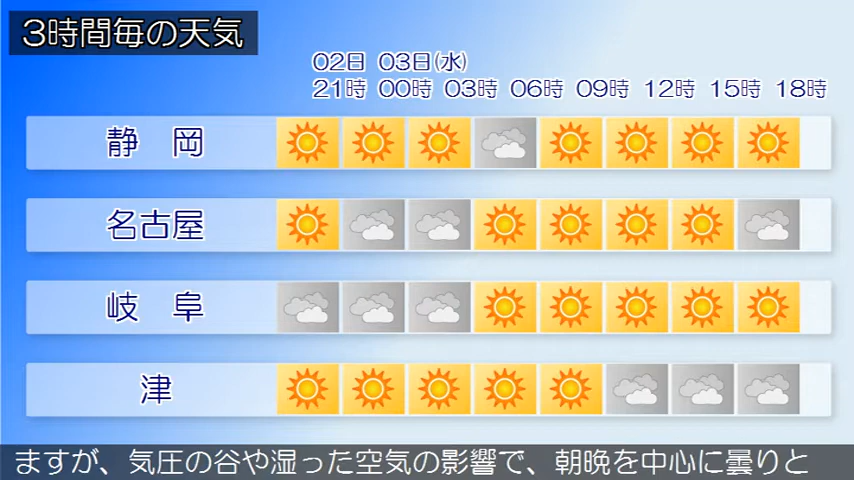 3時間毎の天気
02日 03日(水)
21時 00時 03時 06時 09時 12時 15時 18時
静 岡
名古屋
岐 阜
津
ますが、気圧の谷や湿った空気の影響で、朝晩を中心に曇りと